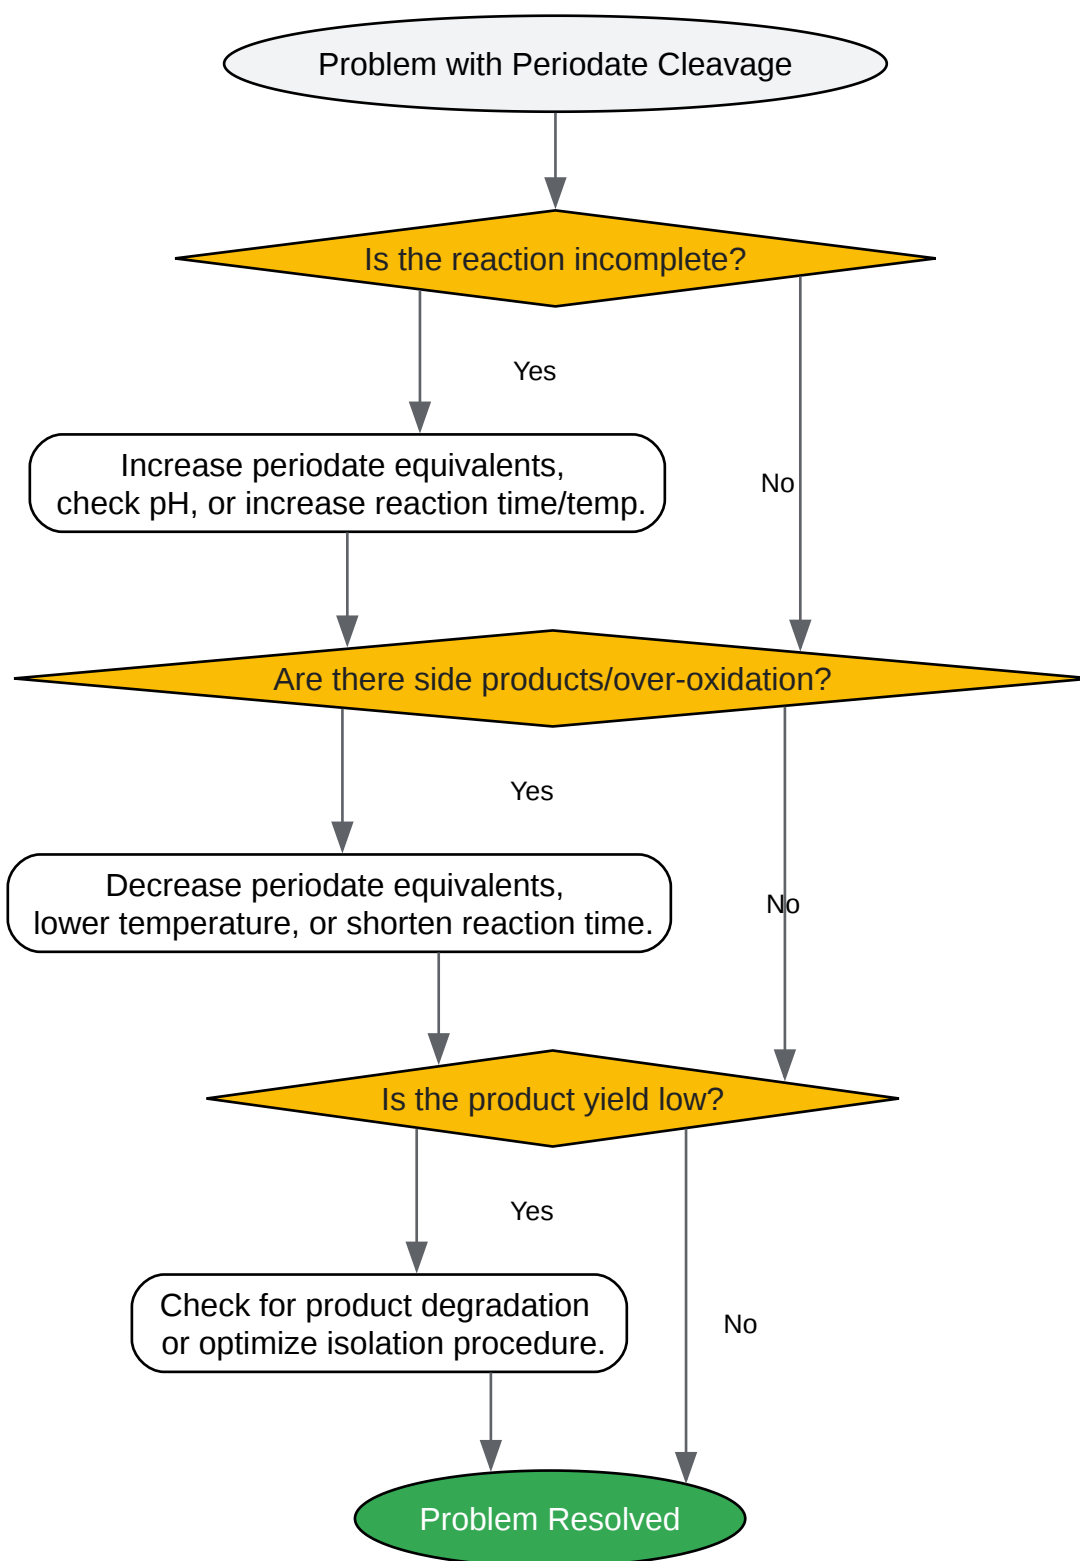 Problem with Periodate Cleavage
Is the reaction incomplete?
Yes
Increase periodate equivalents,
check pH, or increase reaction time/temp.
No
Are there side products/over-oxidation?
Yes
Decrease periodate equivalents,
lower temperature, or shorten reaction time.
No
Is the product yield low?
Yes
Check for product degradation
or optimize isolation procedure.
No
Problem Resolved